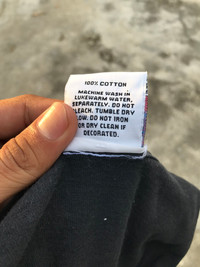 100% COTTON
MACHINE WASH IN
LUKEWARM WATER,
SEPARATELY. DO NOT
BLEACH. TUMBLE DRY
LOW. DO NOT IRON
OR DRY CLEAN IF
DECORATED.